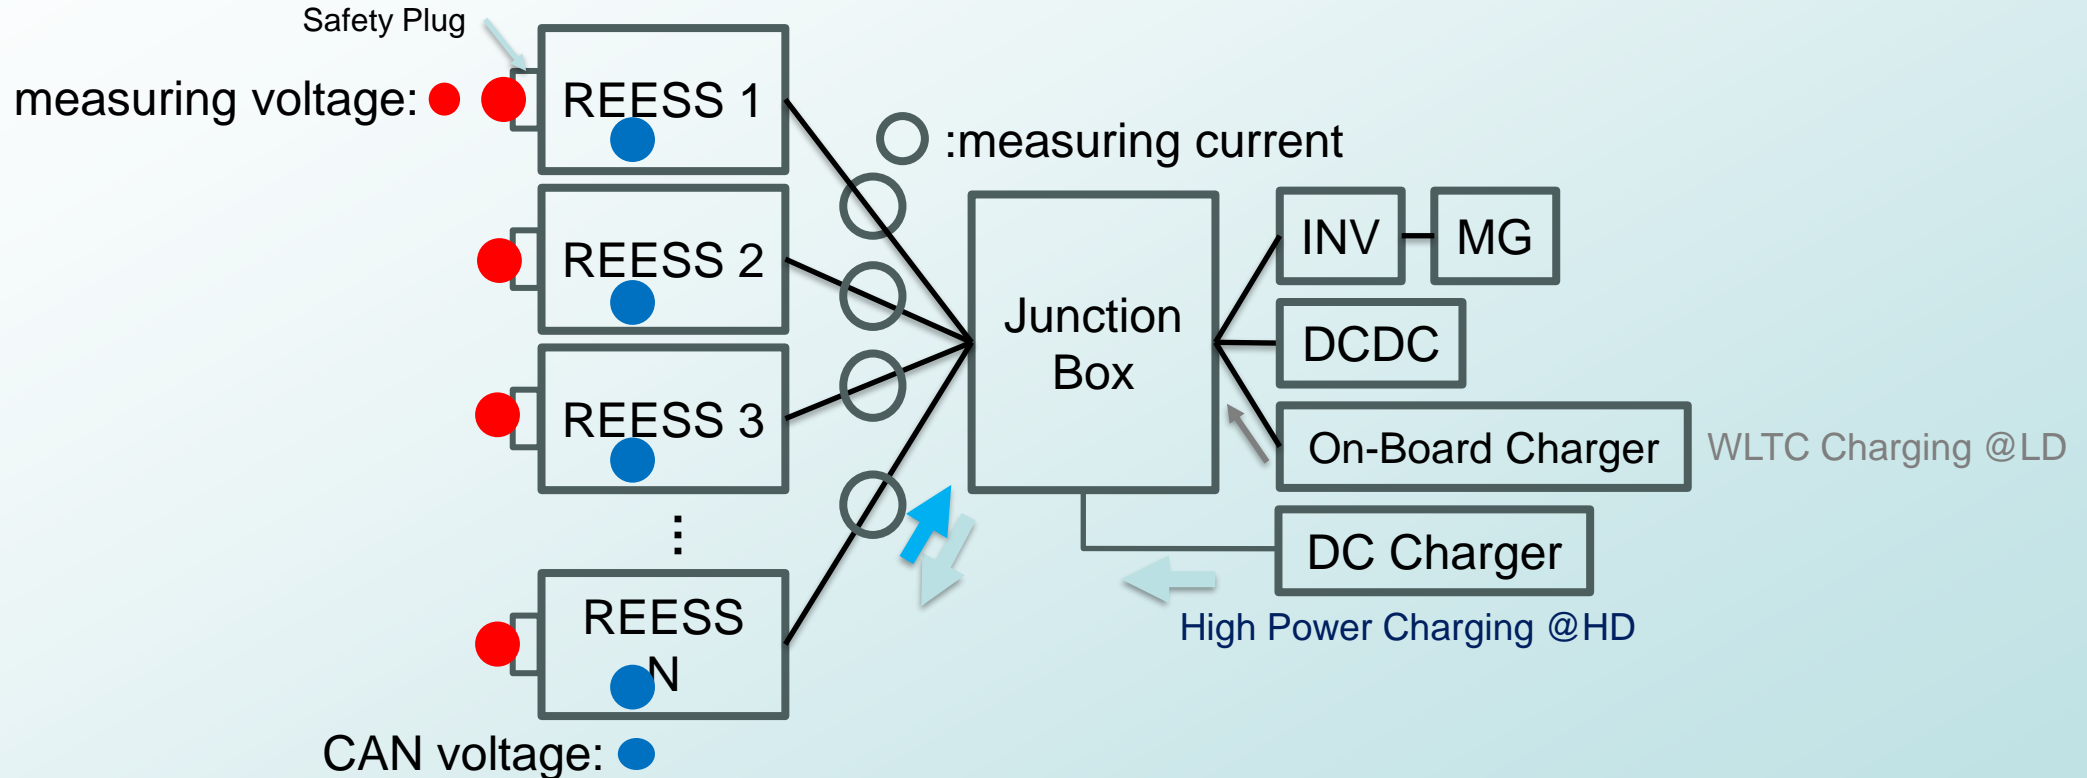 Safety Plug
measuring voltage:
REESS 1
:measuring current
REESS 2
INV
MG
Junction
Box
DCDC
REESS 3
On-Board Charger
WLTC Charging @LD
...
DC Charger
REESS
N
High Power Charging @HD
CAN voltage: